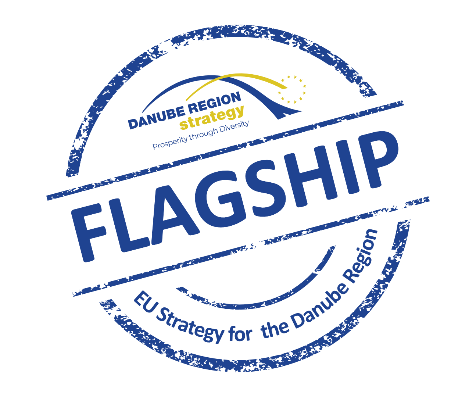 DANUBE REGION
strategy
Prosperity through Diversity
FLAGSHIP
EU Strategy for the Danube Region